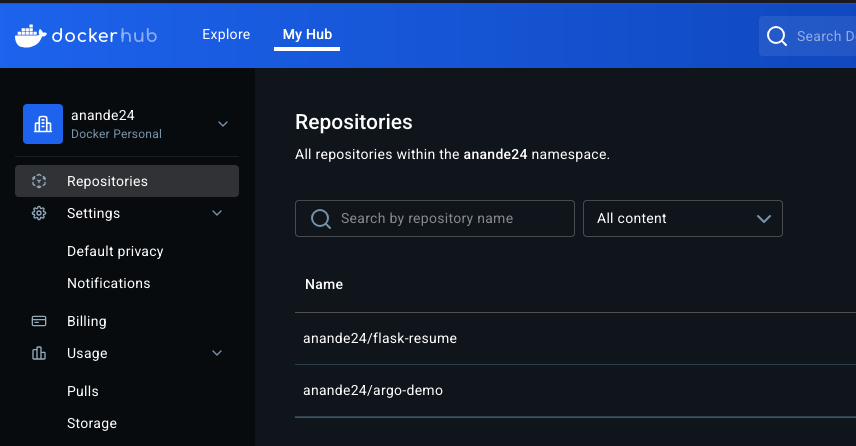 dockerhub
Explore
My Hub
Search D
anande24
Docker Personal
Repositories
Settings
Default privacy
Notifications
Billing
Usage
Pulls
Storage
Repositories
All repositories within the anande24 namespace.
Search by repository name
All content
Name
anande24/flask-resume
anande24/argo-demo